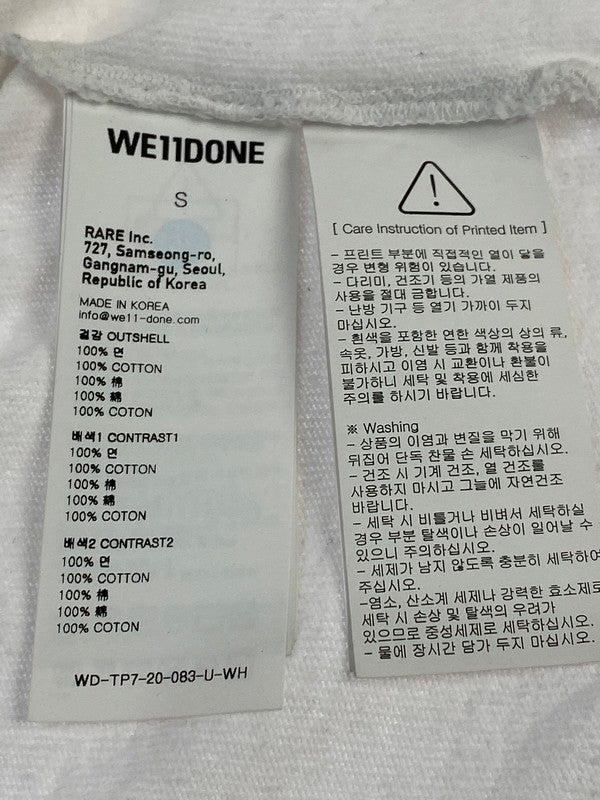 WE11DONE
S
RARE Inc.
727, Samseong-ro,
Gangnam-gu, Seoul,
Republic of Korea
MADE IN KOREA
info@we11-done.com
겉감 OUTSHELL
100% 면
100% COTTON
100% 棉
100% 綿
100% COTON
배색1 CONTRAST1
100% 면
100% COTTON
100% 棉
100% 綿
100% COTON
배색2 CONTRAST2
100% 면
100% COTTON
100% 棉
100% 綿
100% COTON
WD-TP7-20-083-U-WH
!
[ Care Instruction of Printed Item ]
- 프린트 부분에 직접적인 열이 닿을
경우 변형 위험이 있습니다.
- 다리미, 건조기 등의 가열 제품의
사용을 절대 금합니다.
- 난방 기구 등 열기 가까이 두지
마십시오.
- 흰색을 포함한 연한 색상의 상의 류,
속옷, 가방, 신발 등과 함께 착용을
피하시고 이염 시 교환이나 환불이
불가하니 세탁 및 착용에 세심한
주의를 하시기 바랍니다.
※ Washing
- 상품의 이염과 변질을 막기 위해
뒤집어 단독 찬물 손 세탁하십시오.
- 건조 시 기계 건조, 열 건조를
사용하지 마시고 그늘에 자연건조
바랍니다.
- 세탁 시 비틀거나 비벼서 세탁하실
경우 부분 탈색이나 손상이 일어날 수
있으니 주의하십시오.
- 세제가 남지 않도록 충분히 세탁하여
주십시오.
-염소, 산소계 세제나 강력한 효소제로
세탁 시 손상 및 탈색의 우려가
있으므로 중성세제로 세탁하십시오.
- 물에 장시간 담가 두지 마십시오.